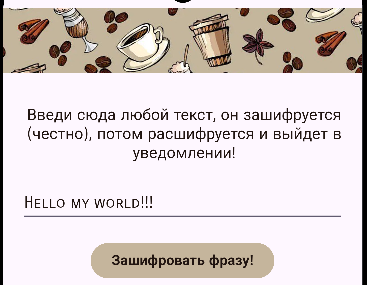 Введи сюда любой текст, он зашифруется
(честно), потом расшифруется и выйдет в
уведомлении!
Hello my world!!!
Зашифровать фразу!